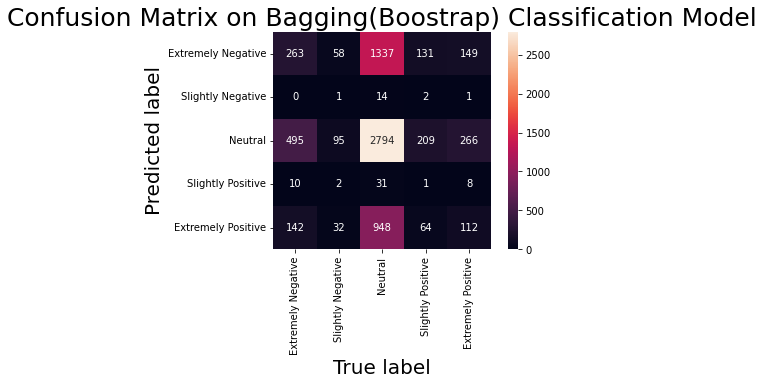 Confusion Matrix on Bagging(Boostrap) Classification Model
Predicted label
Extremely Negative 263 58 1337 131 149
Slightly Negative 0 1 14 2 1
Neutral 495 95 2794 209 266
Slightly Positive 10 2 31 1 8
Extremely Positive 142 32 948 64 112
Extremely Negative
Slightly Negative
Neutral
Slightly Positive
Extremely Positive
True label
2500
2000
1500
1000
500
0